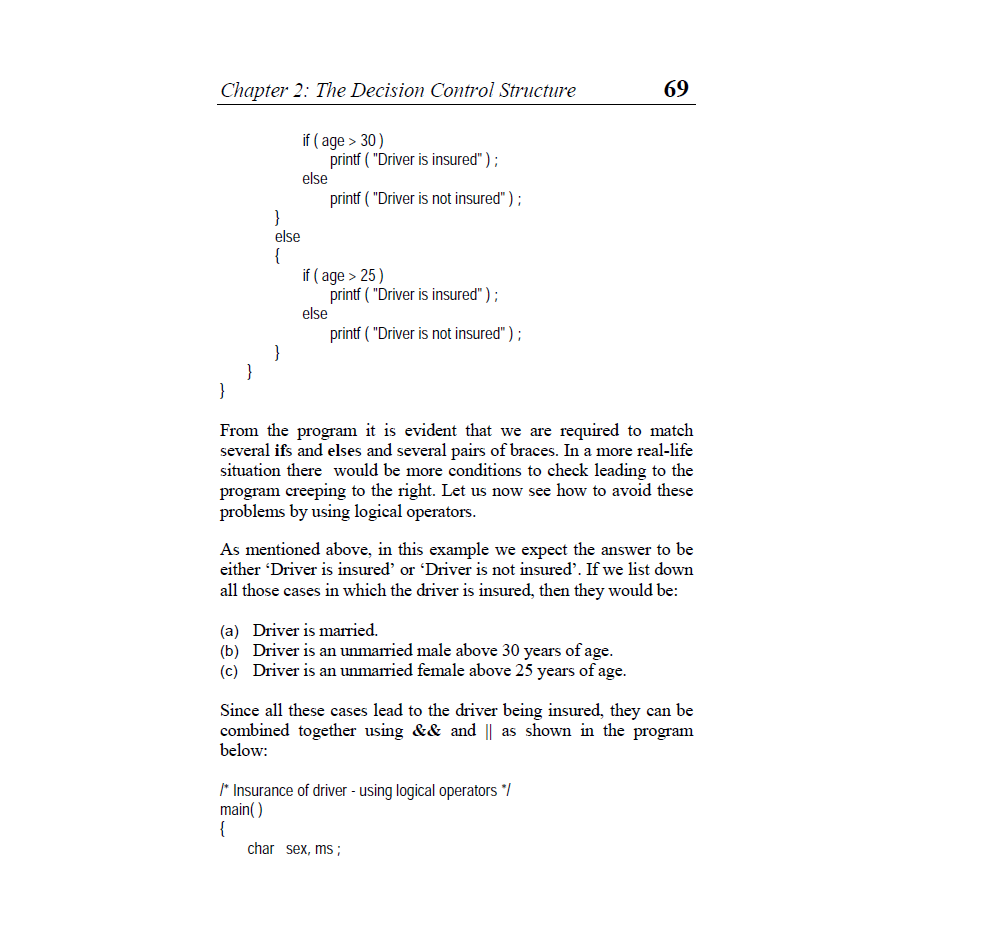 Chapter 2: The Decision Control Structure 69
if ( age > 30 )
printf ( "Driver is insured" ) ;
else
printf ( "Driver is not insured" ) ;
}
else
{
if ( age > 25 )
printf ( "Driver is insured" ) ;
else
printf ( "Driver is not insured" ) ;
}
}
}
From the program it is evident that we are required to match
several ifs and elses and several pairs of braces. In a more real-life
situation there would be more conditions to check leading to the
program creeping to the right. Let us now see how to avoid these
problems by using logical operators.
As mentioned above, in this example we expect the answer to be
either ‘Driver is insured’ or ‘Driver is not insured’. If we list down
all those cases in which the driver is insured, then they would be:
(a) Driver is married.
(b) Driver is an unmarried male above 30 years of age.
(c) Driver is an unmarried female above 25 years of age.
Since all these cases lead to the driver being insured, they can be
combined together using && and || as shown in the program
below:
/* Insurance of driver - using logical operators */
main( )
{
char sex, ms ;